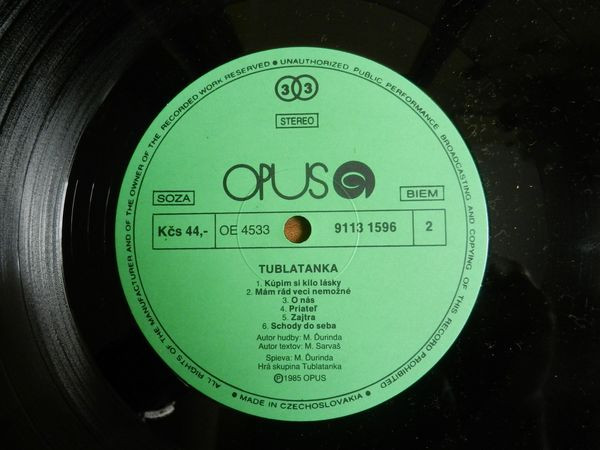 ALL RIGHTS OF THE MANUFACTURER AND OF THE OWNER OF THE RECORDED WORK RESERVED ● UNAUTHORIZED PUBLIC PERFORMANCE BROADCASTING AND COPYING OF THIS RECORD PROHIBITED
33
STEREO
OPUS
SOZA
BIEM
Kčs 44,- OE 4533 9113 1596 2
TUBLATANKA
1. Kúpim si kilo lásky
2. Mám rád veci nemožné
3. O nás
4. Priateľ
5. Zajtra
6. Schody do seba
Autor hudby: M. Ďurinda
Autor textov: M. Sarvaš
Spieva: M. Ďurinda
Hrá skupina Tublatanka
Ⓟ1985 OPUS
● MADE IN CZECHOSLOVAKIA ●